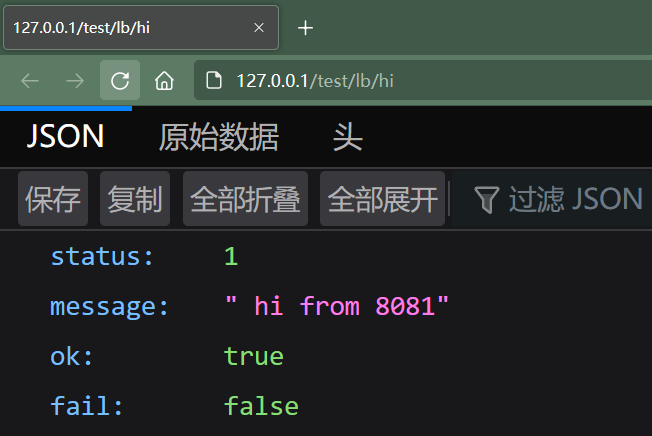 127.0.0.1/test/lb/hi
127.0.0.1/test/lb/hi
JSON 原始数据 头
保存 复制 全部折叠 全部展开 过滤 JSON
status: 1
message: " hi from 8081"
ok: true
fail: false